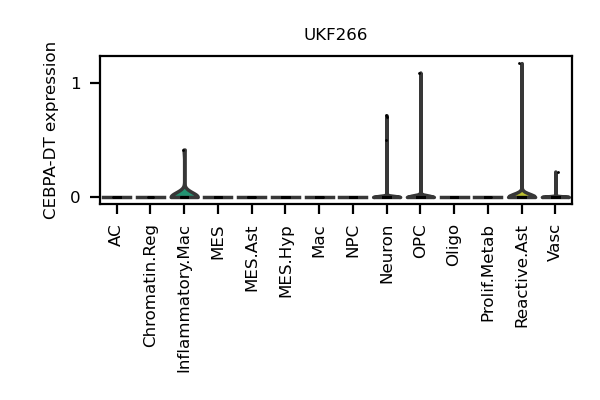 UKF266
CEBPA-DT expression
1
0
AC
Chromatin.Reg
Inflammatory.Mac
MES
MES.Ast
MES.Hyp
Mac
NPC
Neuron
OPC
Oligo
Prolif.Metab
Reactive.Ast
Vasc